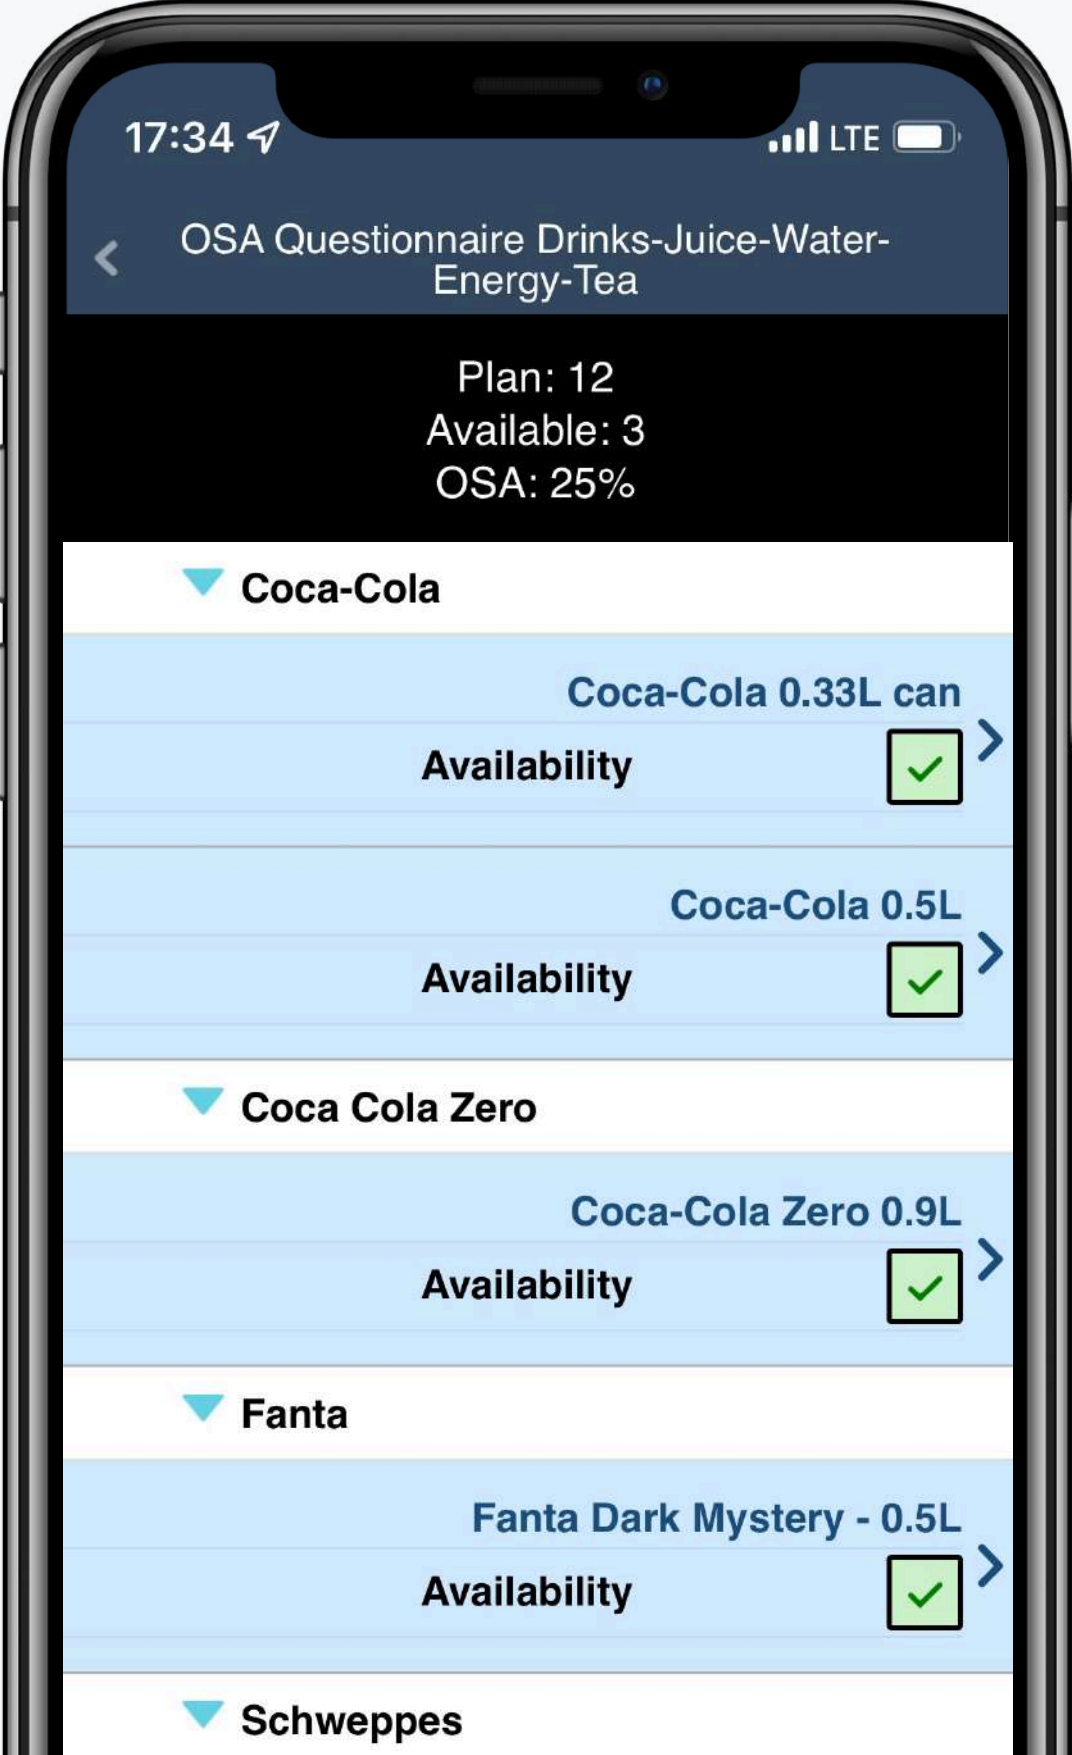 17:34
LTE
OSA Questionnaire Drinks-Juice-Water-
Energy-Tea
Plan: 12
Available: 3
OSA: 25%
Coca-Cola
Coca-Cola 0.33L can
Availability
Coca-Cola 0.5L
Availability
Coca Cola Zero
Coca-Cola Zero 0.9L
Availability
Fanta
Fanta Dark Mystery - 0.5L
Availability
Schweppes